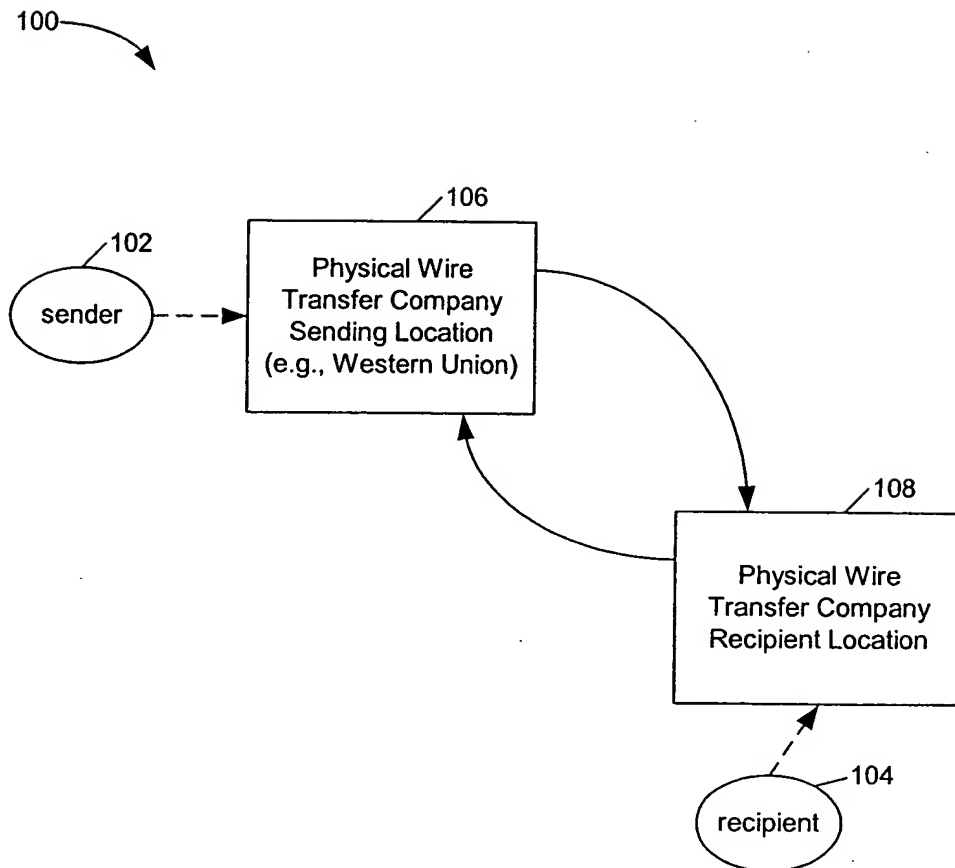 100
106
102
sender
Physical Wire
Transfer Company
Sending Location
(e.g., Western Union)
108
Physical Wire
Transfer Company
Recipient Location
104
recipient